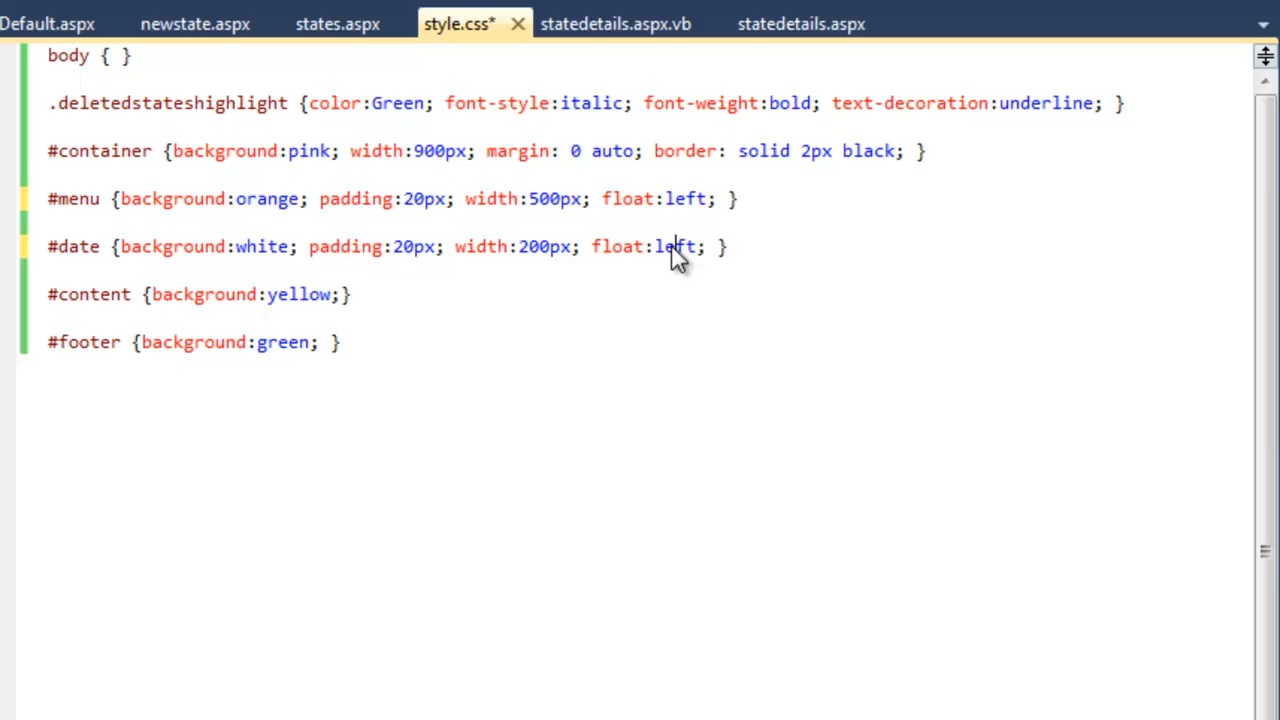 Default.aspx newstate.aspx states.aspx style.css* statedetails.aspx.vb statedetails.aspx
body { }
.deletedstateshighlight {color:Green; font-style:italic; font-weight:bold; text-decoration:underline; }
#container {background:pink; width:900px; margin: 0 auto; border: solid 2px black; }
#menu {background:orange; padding:20px; width:500px; float:left; }
#date {background:white; padding:20px; width:200px; float:left; }
#content {background:yellow;}
#footer {background:green; }